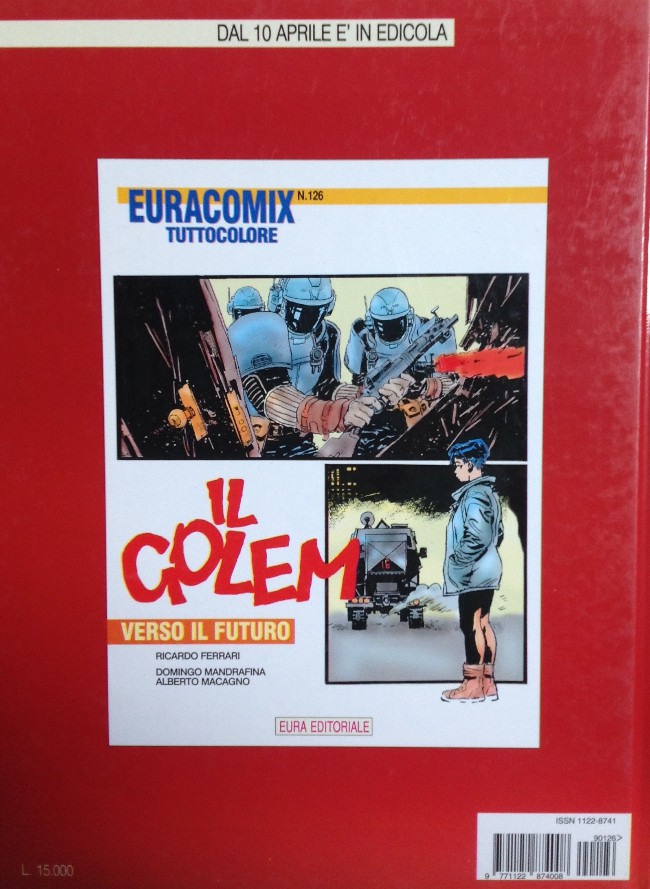 DAL 10 APRILE E' IN EDICOLA
EURACOMIX N.126
TUTTOCOLORE
IL
GOLEM
VERSO IL FUTURO
RICARDO FERRARI
DOMINGO MANDRAFINA
ALBERTO MACAGNO
EURA EDITORIALE
ISSN 1122-8741
90126>
9 771122 874008
L. 15.000